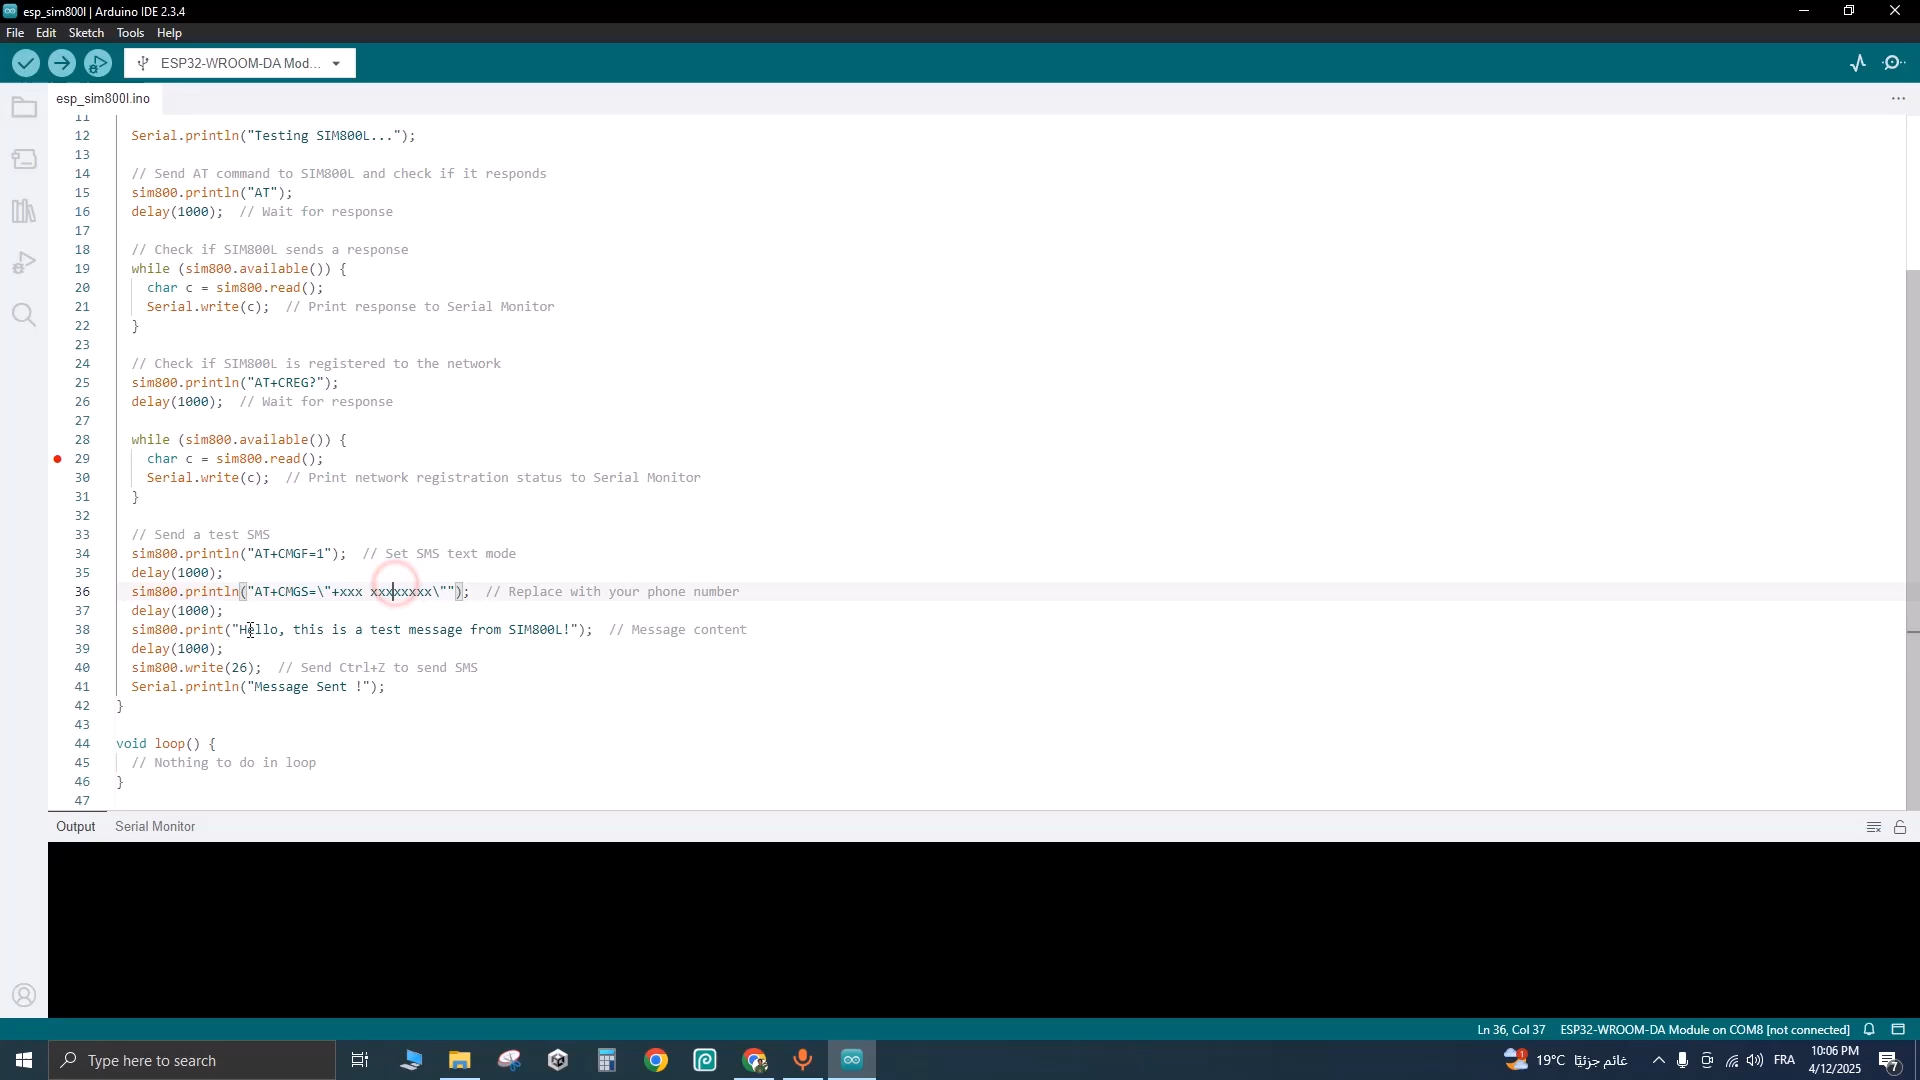 esp_sim800l | Arduino IDE 2.3.4
File Edit Sketch Tools Help
ESP32-WROOM-DA Mod...
esp_sim800l.ino
11
12 Serial.println("Testing SIM800L...");
13
14 // Send AT command to SIM800L and check if it responds
15 sim800.println("AT");
16 delay(1000);  // Wait for response
17
18 // Check if SIM800L sends a response
19 while (sim800.available()) {
20 char c = sim800.read();
21 Serial.write(c);  // Print response to Serial Monitor
22 }
23
24 // Check if SIM800L is registered to the network
25 sim800.println("AT+CREG?");
26 delay(1000);  // Wait for response
27
28 while (sim800.available()) {
29 char c = sim800.read();
30 Serial.write(c);  // Print network registration status to Serial Monitor
31 }
32
33 // Send a test SMS
34 sim800.println("AT+CMGF=1");  // Set SMS text mode
35 delay(1000);
36 sim800.println("AT+CMGS=\"+xxx xxxxxxxx\"");  // Replace with your phone number
37 delay(1000);
38 sim800.print("Hello, this is a test message from SIM800L!");  // Message content
39 delay(1000);
40 sim800.write(26);  // Send Ctrl+Z to send SMS
41 Serial.println("Message Sent !");
42 }
43
44 void loop() {
45 // Nothing to do in loop
46 }
47
Output Serial Monitor
Ln 36, Col 37 ESP32-WROOM-DA Module on COM8 [not connected]
Type here to search
1 19°C غائم جزئيًا FRA 10:06 PM
4/12/2025 7